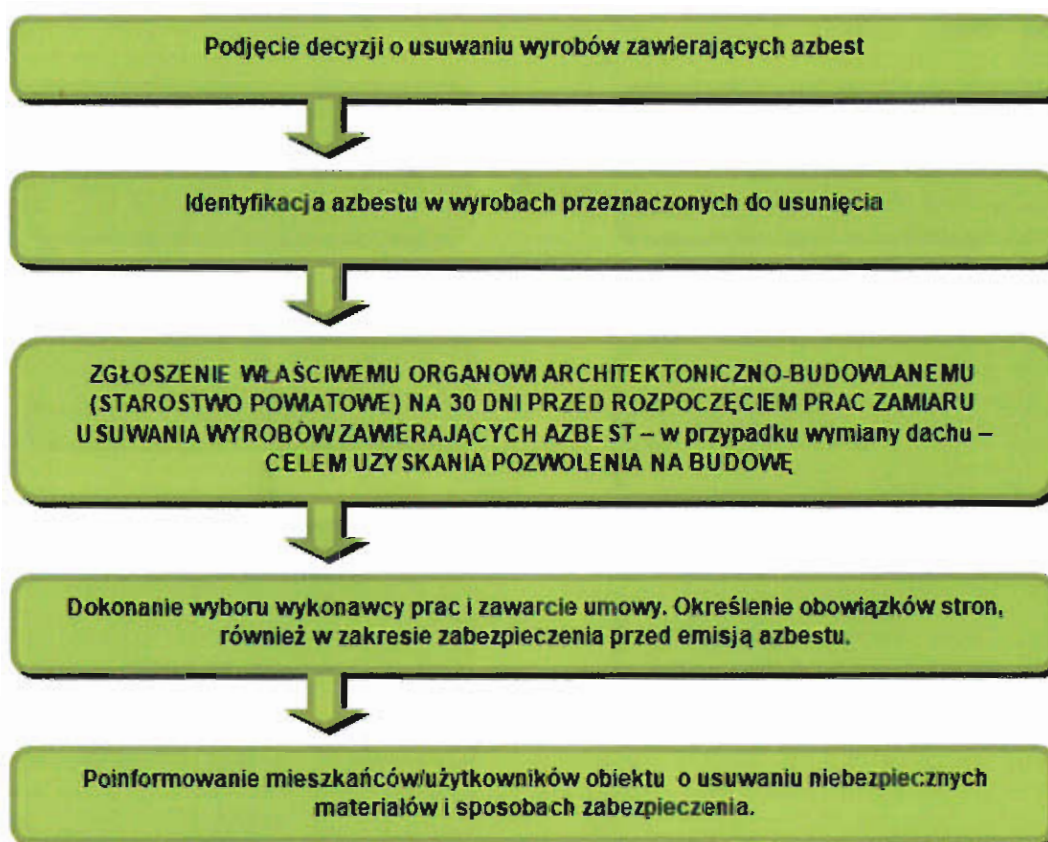 Podjęcie decyzji o usuwaniu wyrobów zawierających azbest
Identyfikacja azbestu w wyrobach przeznaczonych do usunięcia
ZGŁOSZENIE WŁAŚCIWEMU ORGANOWI ARCHITEKTONICZNO-BUDOWLANEMU
(STAROSTWO POWIATOWE) NA 30 DNI PRZED ROZPOCZĘCIEM PRAC ZAMIARU
USUWANIA WYROBÓW ZAWIERAJĄCYCH AZBEST – w przypadku wymiany dachu –
CELEM UZYSKANIA POZWOLENIA NA BUDOWĘ
Dokonanie wyboru wykonawcy prac i zawarcie umowy. Określenie obowiązków stron,
również w zakresie zabezpieczenia przed emisją azbestu.
Poinformowanie mieszkańców/użytkowników obiektu o usuwaniu niebezpiecznych
materiałów i sposobach zabezpieczenia.